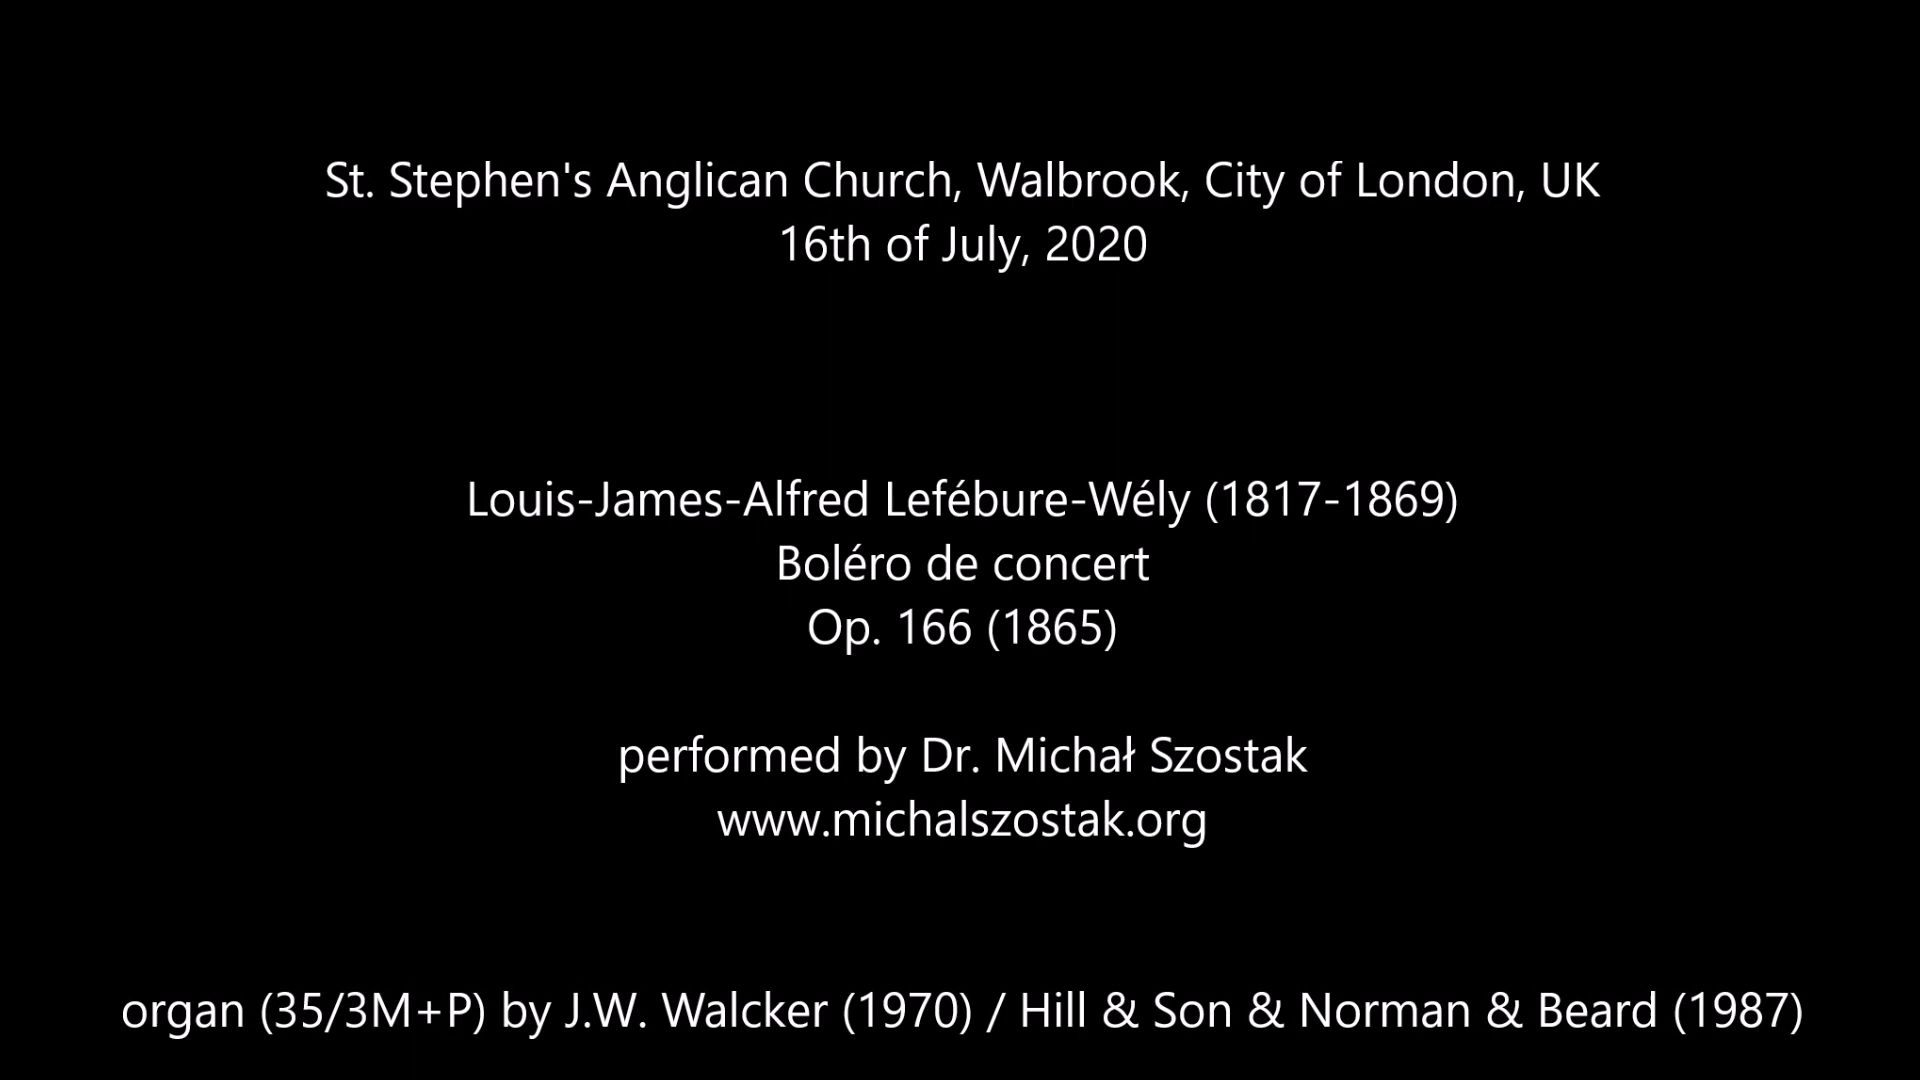 St. Stephen's Anglican Church, Walbrook, City of London, UK
16th of July, 2020
Louis-James-Alfred Lefébure-Wély (1817-1869)
Boléro de concert
Op. 166 (1865)
performed by Dr. Michał Szostak
www.michalszostak.org
organ (35/3M+P) by J.W. Walcker (1970) / Hill & Son & Norman & Beard (1987)